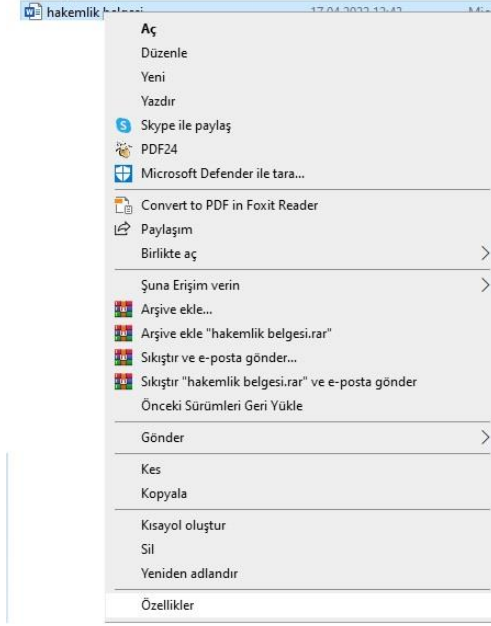 hakemlik belgesi
Aç
Düzenle
Yeni
Yazdır
Skype ile paylaş
PDF24
Microsoft Defender ile tara...
Convert to PDF in Foxit Reader
Paylaşım
Birlikte aç
Şuna Erişim verin
Arşive ekle...
Arşive ekle "hakemlik belgesi.rar"
Sıkıştır ve e-posta gönder...
Sıkıştır "hakemlik belgesi.rar" ve e-posta gönder
Önceki Sürümleri Geri Yükle
Gönder
Kes
Kopyala
Kısayol oluştur
Sil
Yeniden adlandır
Özellikler